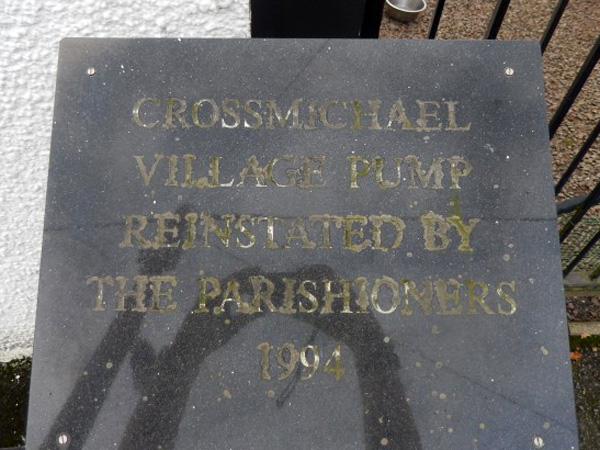 CROSSMICHAEL
VILLAGE PUMP
REINSTATED BY
THE PARISHIONERS
1994